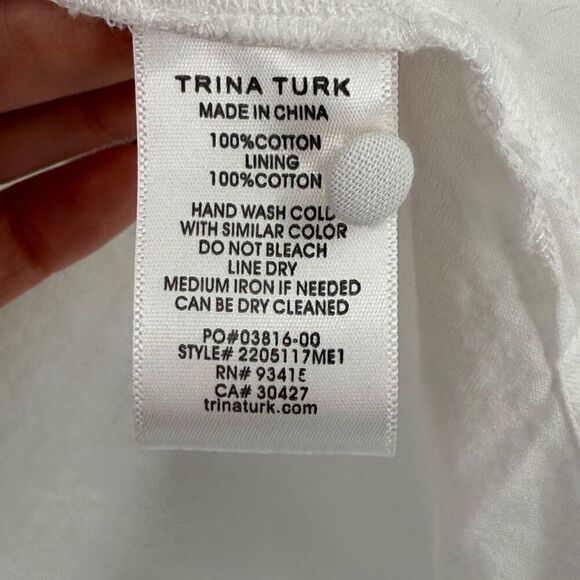 TRINA TURK
MADE IN CHINA
100%COTTON
LINING
100%COTTON
HAND WASH COLD
WITH SIMILAR COLOR
DO NOT BLEACH
LINE DRY
MEDIUM IRON IF NEEDED
CAN BE DRY CLEANED
PO#03816-00
STYLE# 2205117ME1
RN# 93415
CA# 30427
trinaturk.com